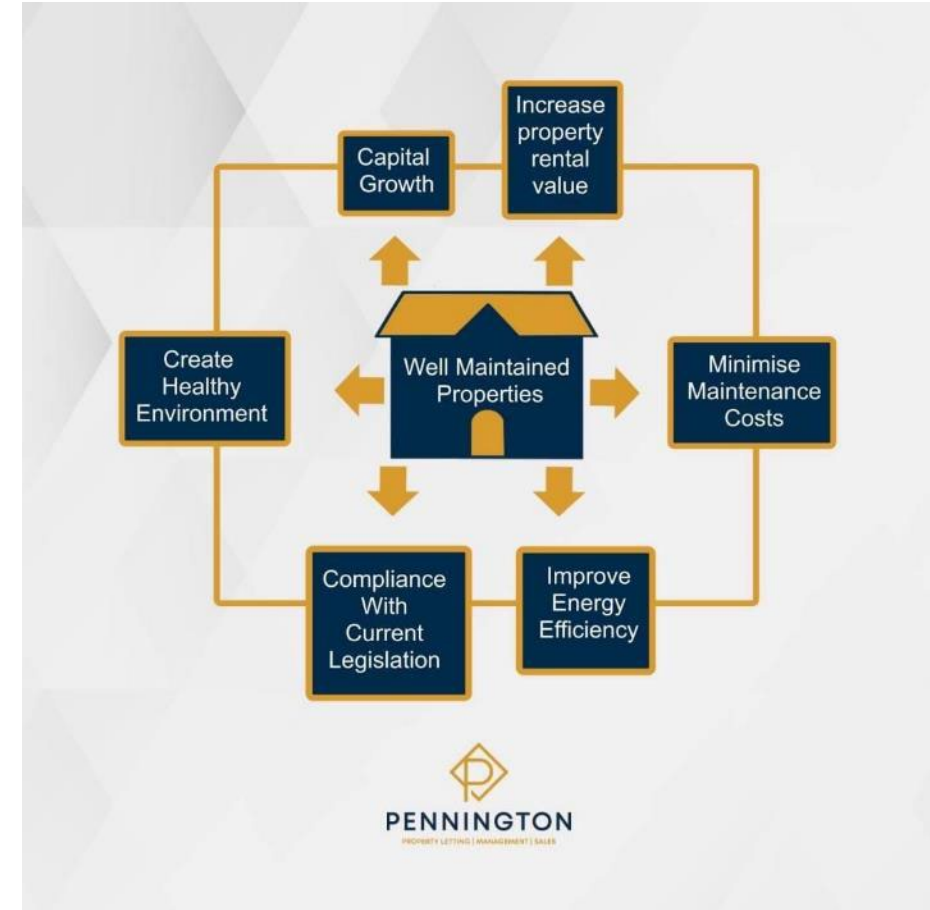 Increase
property
rental
value
Capital
Growth
Create
Healthy
Environment
Well Maintained
Properties
Minimise
Maintenance
Costs
Compliance
With
Current
Legislation
Improve
Energy
Efficiency
PENNINGTON
PROPERTY LETTING | MANAGEMENT | SALES